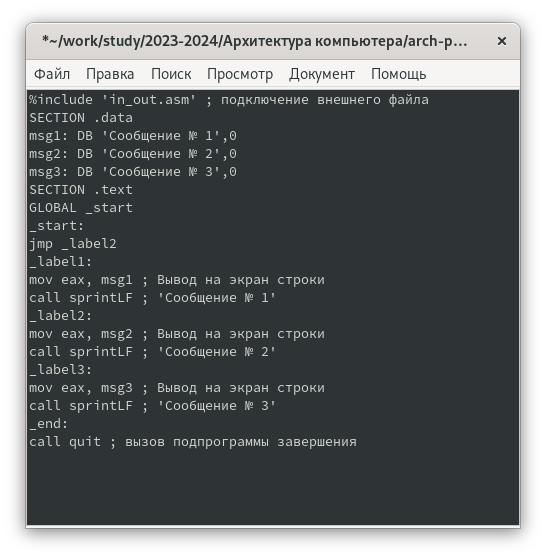 *~/work/study/2023-2024/Архитектура компьютера/arch-p...
Файл Правка Поиск Просмотр Документ Помощь
%include 'in_out.asm' ; подключение внешнего файла
SECTION .data
msg1: DB 'Сообщение № 1',0
msg2: DB 'Сообщение № 2',0
msg3: DB 'Сообщение № 3',0
SECTION .text
GLOBAL _start
_start:
jmp _label2
_label1:
mov eax, msg1 ; Вывод на экран строки
call sprintLF ; 'Сообщение № 1'
_label2:
mov eax, msg2 ; Вывод на экран строки
call sprintLF ; 'Сообщение № 2'
_label3:
mov eax, msg3 ; Вывод на экран строки
call sprintLF ; 'Сообщение № 3'
_end:
call quit ; вызов подпрограммы завершения